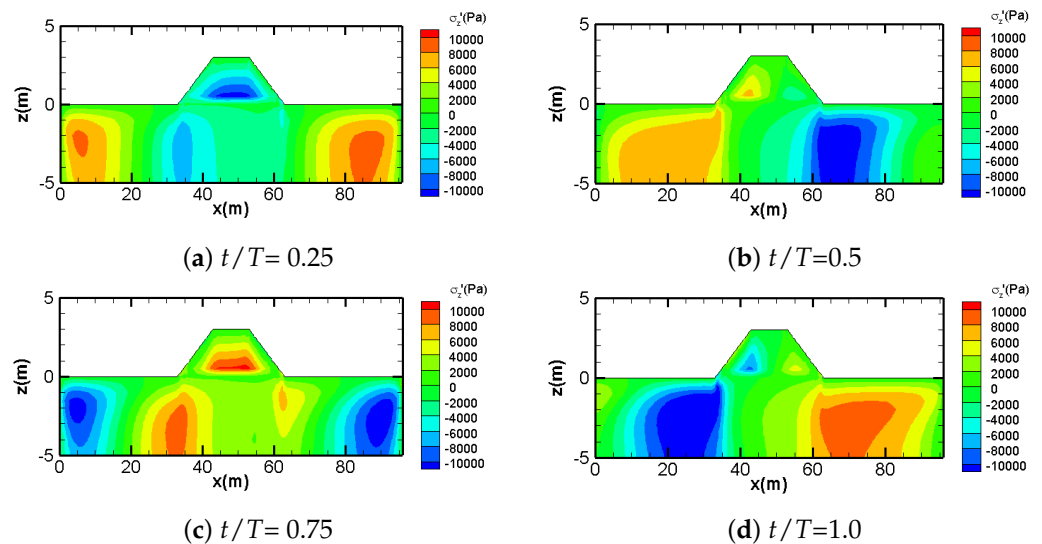 σz'(Pa)
10000
8000
6000
4000
2000
0
-2000
-4000
-6000
-8000
-10000
z(m)
5
0
-5
0 20 40 60 80
x(m)
(a) t/T= 0.25
σz'(Pa)
10000
8000
6000
4000
2000
0
-2000
-4000
-6000
-8000
-10000
z(m)
5
0
-5
0 20 40 60 80
x(m)
(b) t/T=0.5
σz'(Pa)
10000
8000
6000
4000
2000
0
-2000
-4000
-6000
-8000
-10000
z(m)
5
0
-5
0 20 40 60 80
x(m)
(c) t/T= 0.75
σz'(Pa)
10000
8000
6000
4000
2000
0
-2000
-4000
-6000
-8000
-10000
z(m)
5
0
-5
0 20 40 60 80
x(m)
(d) t/T=1.0